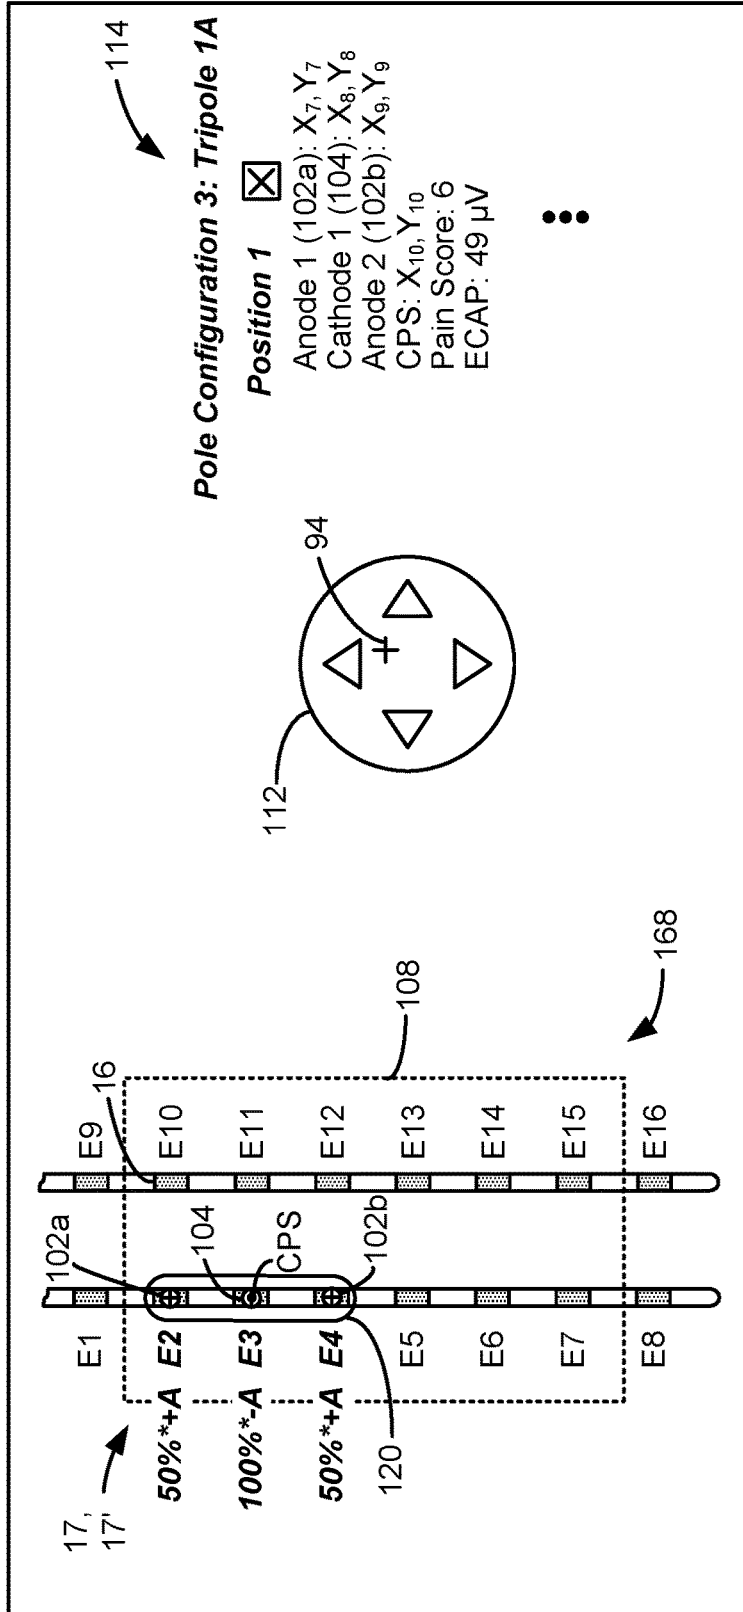 17,
17'
E1
50%*+A E2
100%*-A E3
50%*+A E4
E5
E6
E7
E8
120
102a
104
CPS
102b
16
E9
E10
E11
E12
E13
E14
E15
E16
108
168
112
94
114
Pole Configuration 3: Tripole 1A
Position 1
Anode 1 (102a): X7,Y7
Cathode 1 (104): X8,Y8
Anode 2 (102b): X9,Y9
CPS: X10,Y10
Pain Score: 6
ECAP: 49 µV